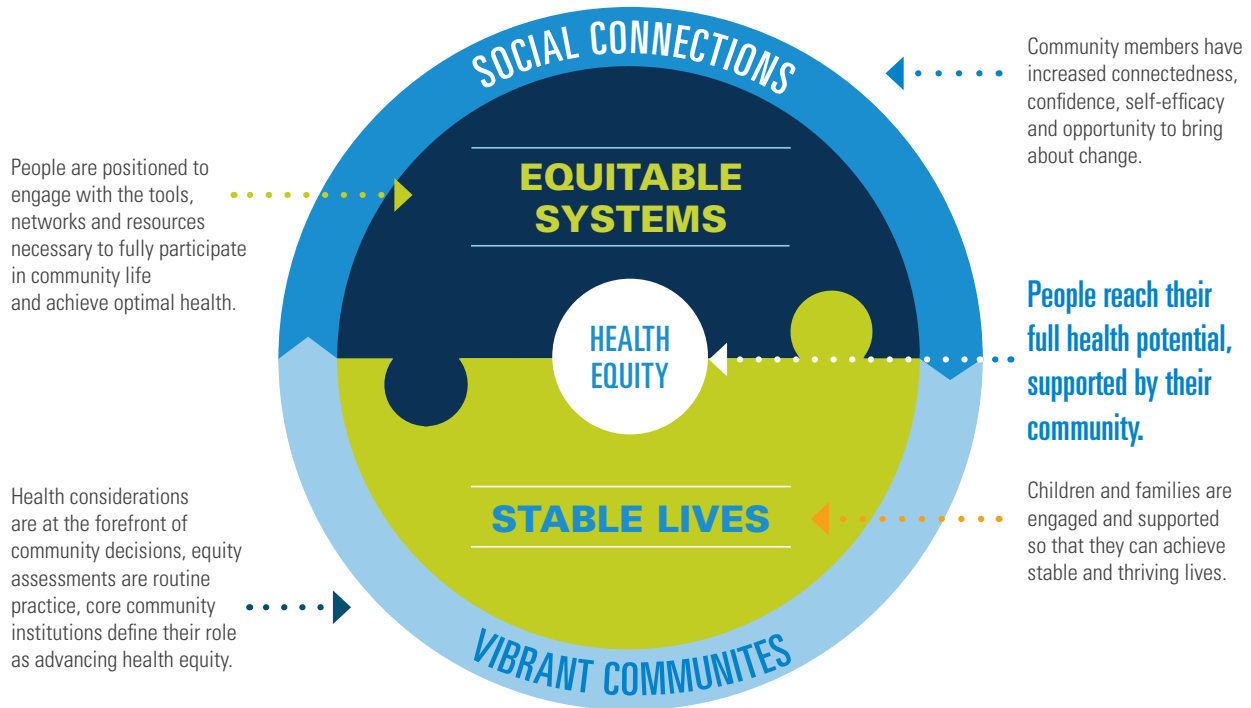 SOCIAL CONNECTIONS
Community members have
increased connectedness,
confidence, self-efficacy
and opportunity to bring
about change.
People are positioned to
engage with the tools,
networks and resources
necessary to fully participate
in community life
and achieve optimal health.
EQUITABLE
SYSTEMS
HEALTH
EQUITY
People reach their
full health potential,
supported by their
community.
Health considerations
are at the forefront of
community decisions, equity
assessments are routine
practice, core community
institutions define their role
as advancing health equity.
STABLE LIVES
Children and families are
engaged and supported
so that they can achieve
stable and thriving lives.
VIBRANT COMMUNITES